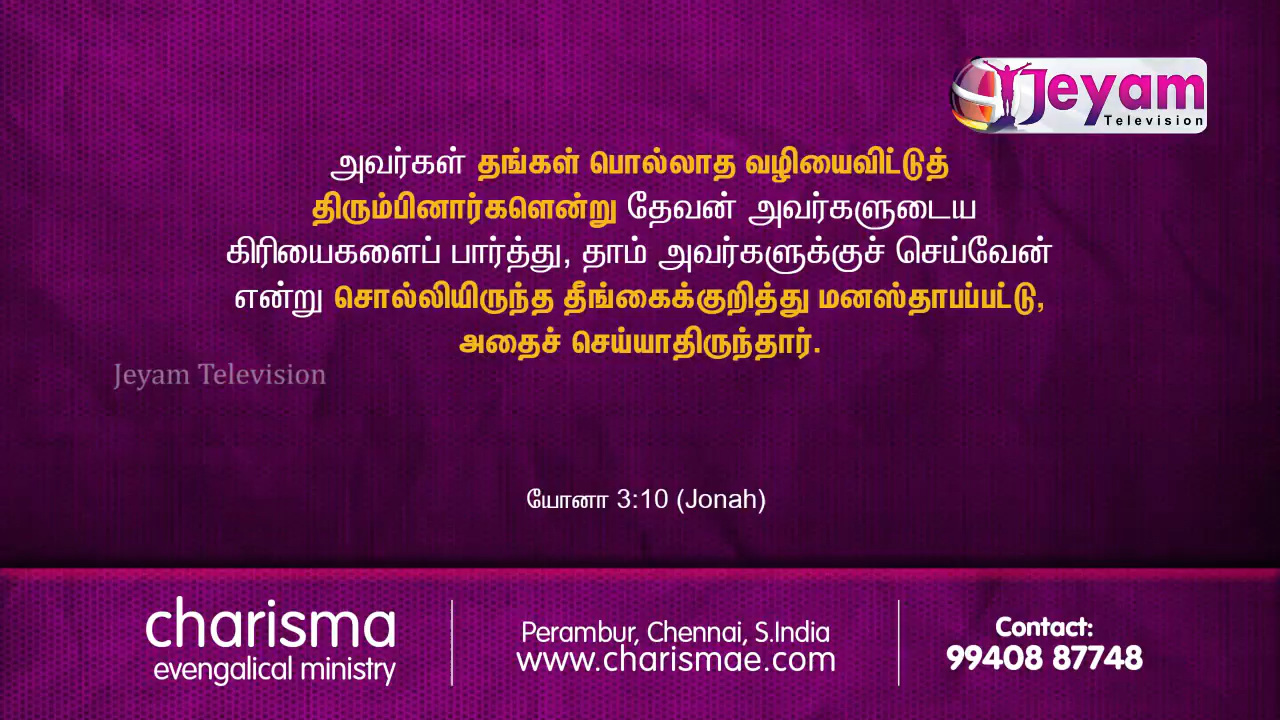 Jeyam
Television
அவர்கள் தங்கள் பொல்லாத வழியைவிட்டுத்
திரும்பினார்களென்று தேவன் அவர்களுடைய
கிரியைகளைப் பார்த்து, தாம் அவர்களுக்குச் செய்வேன்
என்று சொல்லியிருந்த தீங்கைக்குறித்து மனஸ்தாபப்பட்டு,
அதைச் செய்யாதிருந்தார்.
Jeyam Television
யோனா 3:10 (Jonah)
charisma
evengalical ministry
Perambur, Chennai, S.India
www.charismae.com
Contact:
99408 87748